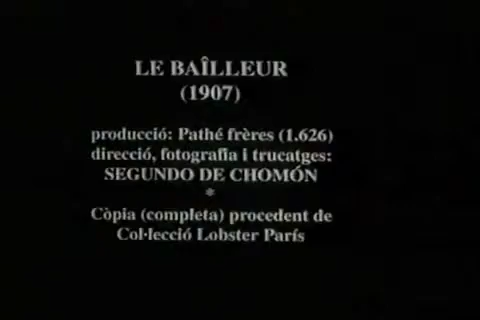 LE BAÎLLEUR
(1907)
producció: Pathé frères (1.626)
direcció, fotografia i trucatges:
SEGUNDO DE CHOMÓN
*
Còpia (completa) procedent de
Col·lecció Lobster París